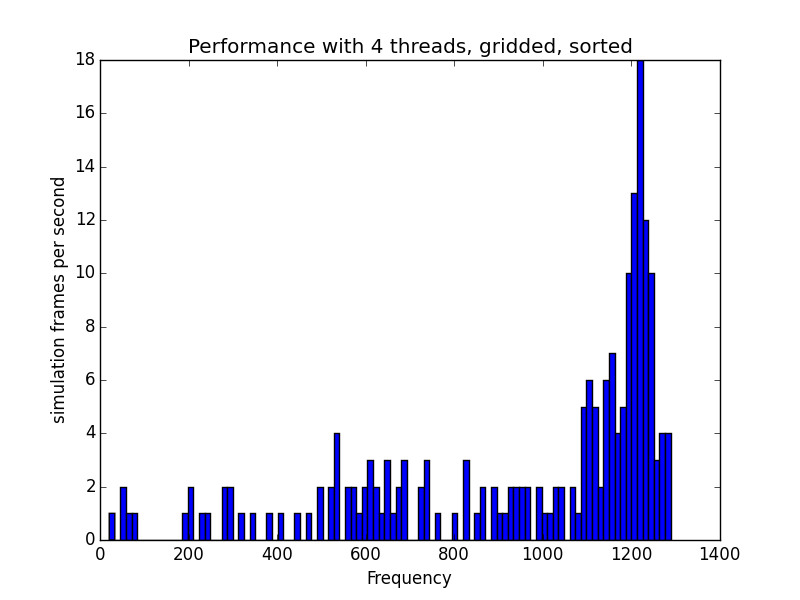 Performance with 4 threads, gridded, sorted
18
16
14
12
10
8
6
4
2
0
simulation frames per second
0 200 400 600 800 1000 1200 1400
Frequency